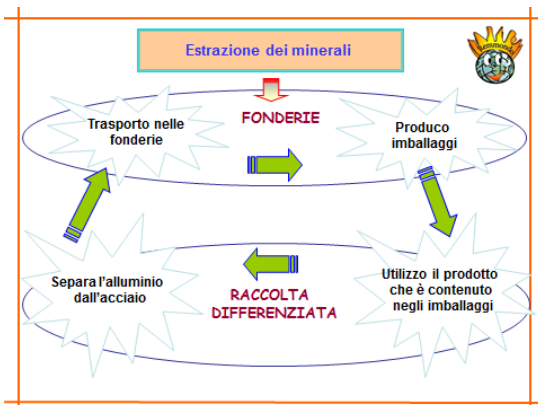 Estrazione dei minerali
FONDERIE
Trasporto nelle
fonderie
Produco
imballaggi
Utilizzo il prodotto
che è contenuto
negli imballaggi
RACCOLTA
DIFFERENZIATA
Separa l'alluminio
dall'acciaio